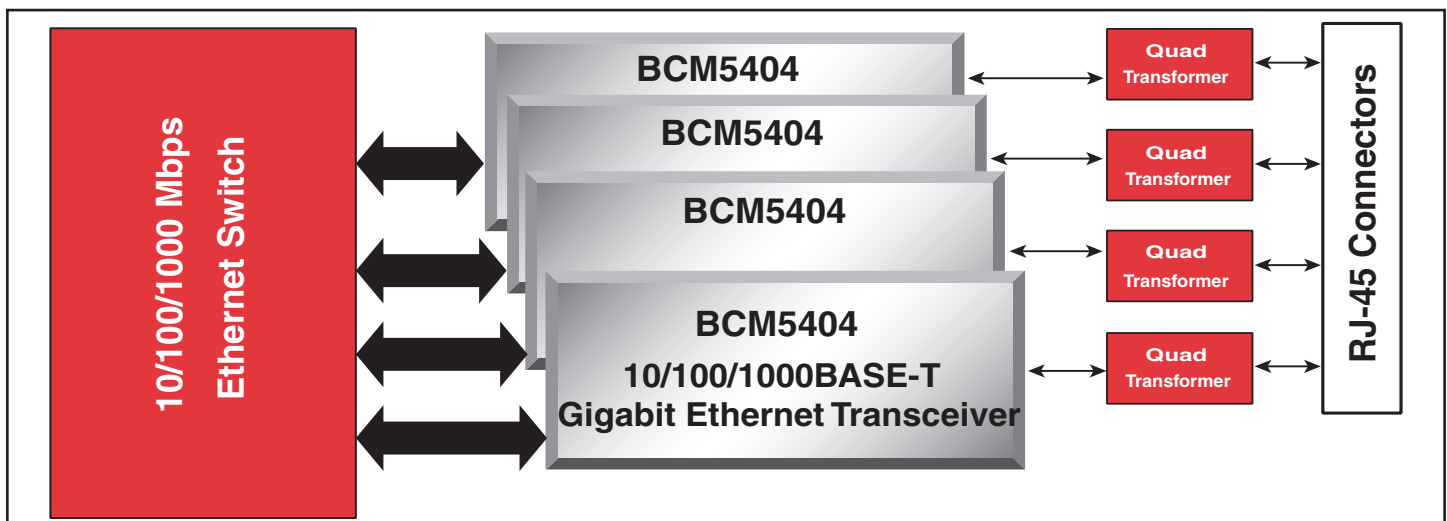 10/100/1000 Mbps
Ethernet Switch
BCM5404
BCM5404
BCM5404
BCM5404
10/100/1000BASE-T
Gigabit Ethernet Transceiver
Quad
Transformer
Quad
Transformer
Quad
Transformer
Quad
Transformer
RJ-45 Connectors